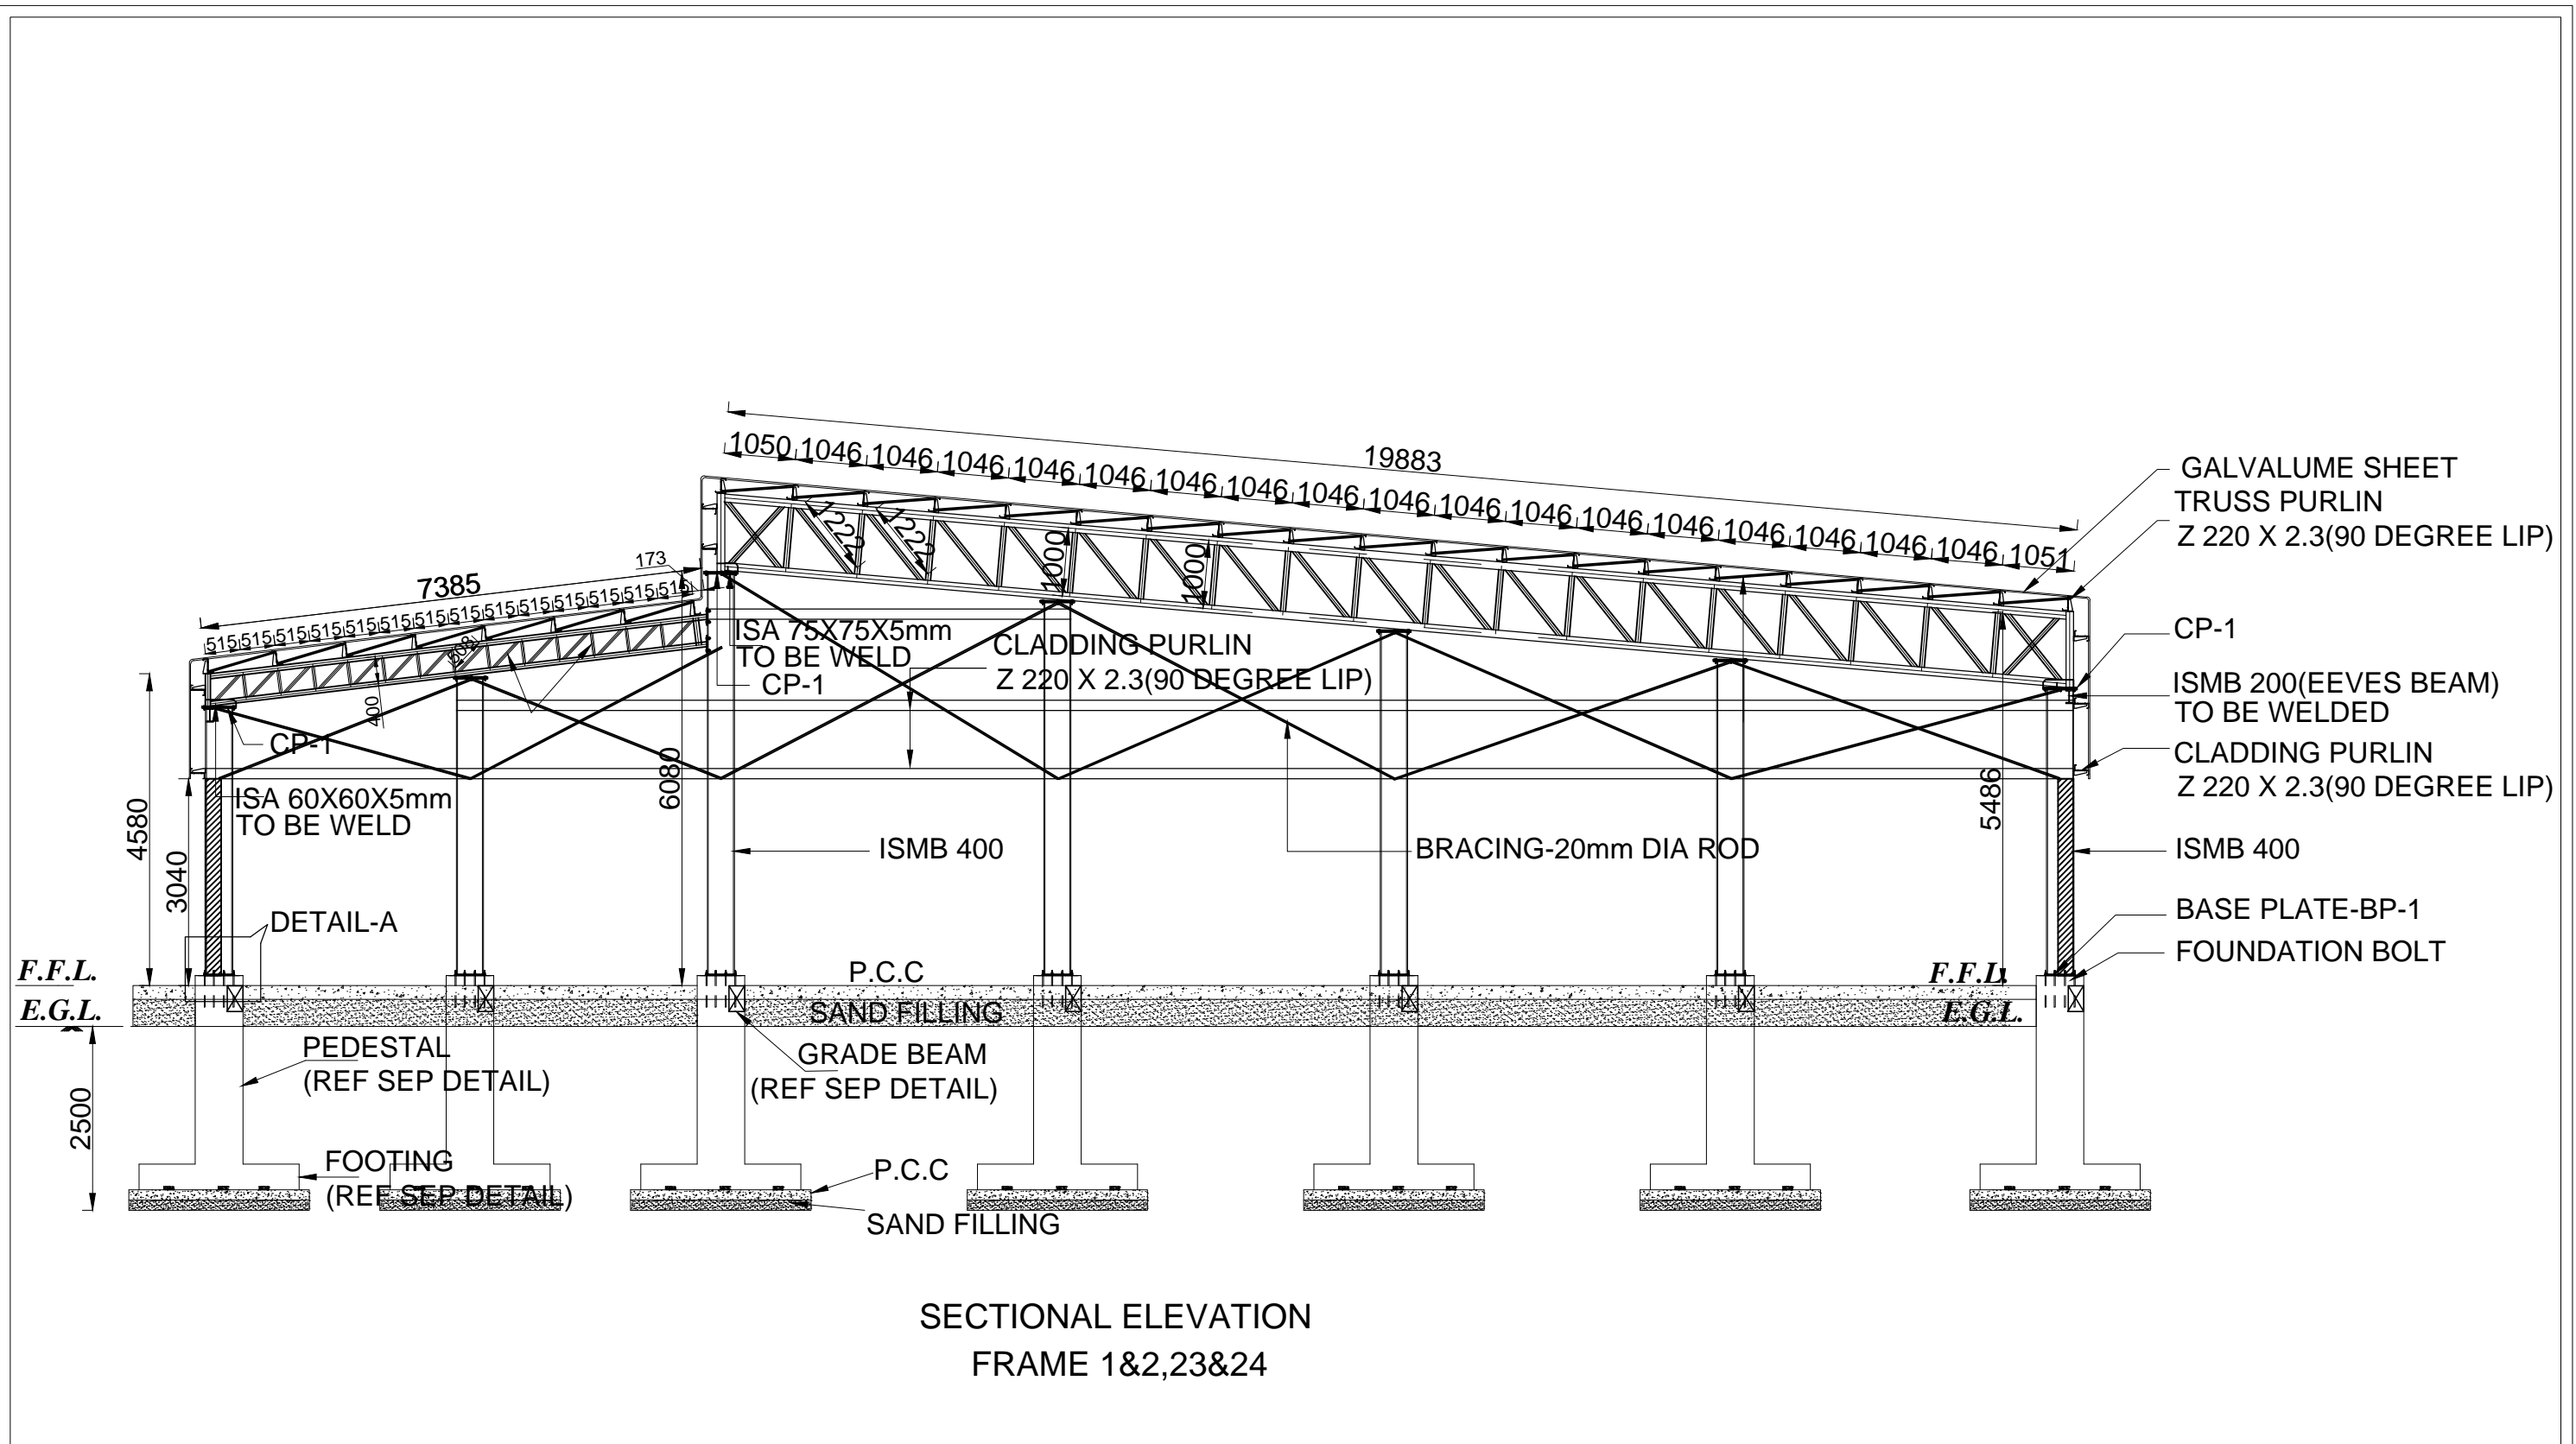 19883
1050 1046 1046 1046 1046 1046 1046 1046 1046 1046 1046 1046 1046 1046 1046 1046 1046 1046 1051
GALVALUME SHEET
TRUSS PURLIN
Z 220 X 2.3(90 DEGREE LIP)
1222
1222
1000
1000
173
7385
515 515 515 515 515 515 515 515 515 515 515 515 515 515
508
400
ISA 75X75X5mm
TO BE WELD
CP-1
CLADDING PURLIN
Z 220 X 2.3(90 DEGREE LIP)
CP-1
ISMB 200(EEVES BEAM)
TO BE WELDED
CLADDING PURLIN
Z 220 X 2.3(90 DEGREE LIP)
CP-1
ISA 60X60X5mm
TO BE WELD
4580
3040
6080
5486
ISMB 400
BRACING-20mm DIA ROD
ISMB 400
DETAIL-A
BASE PLATE-BP-1
FOUNDATION BOLT
F.F.L.
E.G.L.
P.C.C
SAND FILLING
F.F.L.
E.G.L.
PEDESTAL
(REF SEP DETAIL)
GRADE BEAM
(REF SEP DETAIL)
2500
FOOTING
(REF SEP DETAIL)
P.C.C
SAND FILLING
SECTIONAL ELEVATION
FRAME 1&2,23&24